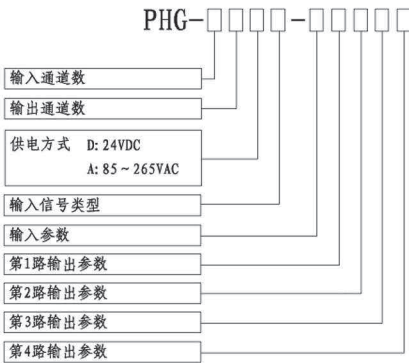 PHG-□□□□-□□□□□
输入通道数
输出通道数
供电方式 D: 24VDC
A: 85~265VAC
输入信号类型
输入参数
第1路输出参数
第2路输出参数
第3路输出参数
第4路输出参数